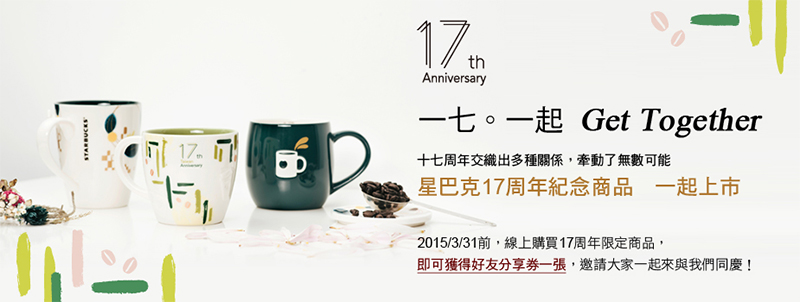 17th
Anniversary
一七。一起 Get Together
十七周年交織出多種關係，牽動了無數可能
星巴克17周年紀念商品 一起上市
2015/3/31前，線上購買17周年限定商品，
即可獲得好友分享券一張，邀請大家一起來與我們同慶！
STARBUCKS
17th
Anniversary